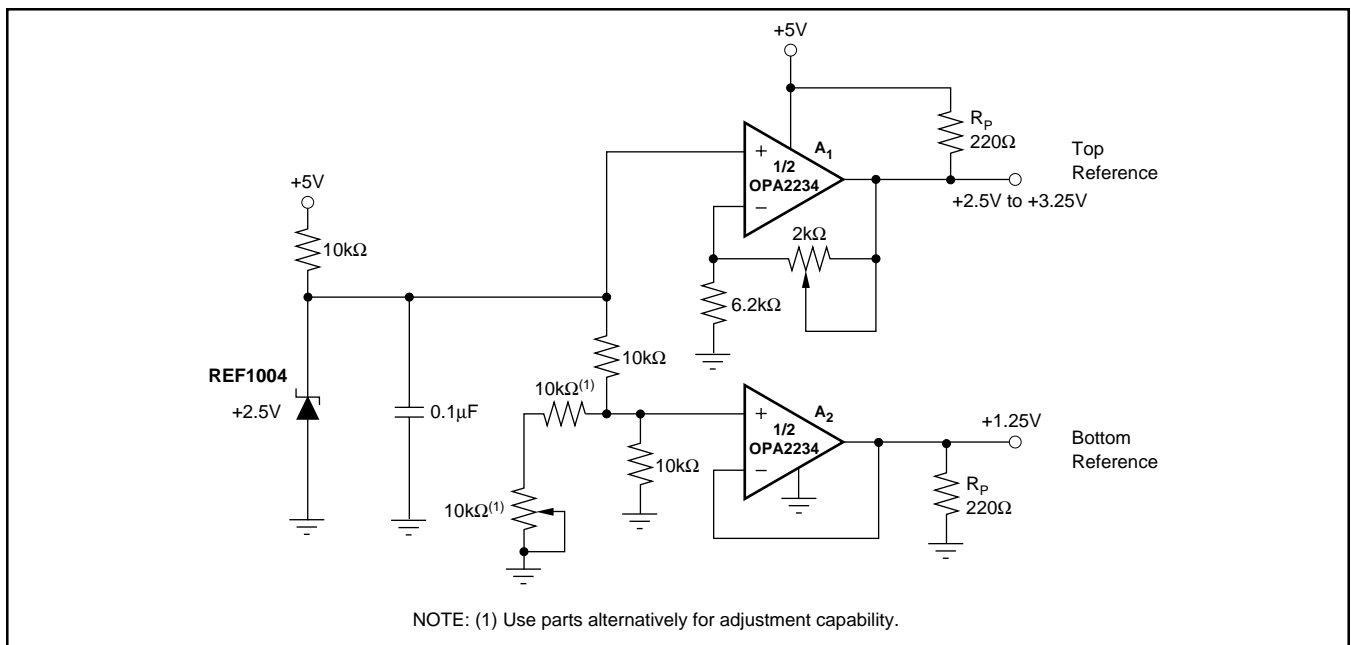 +5V
R_P
220Ω
Top
Reference
+
A_1
1/2
OPA2234
−
+2.5V to +3.25V
+5V
10kΩ
2kΩ
6.2kΩ
REF1004
+2.5V
0.1µF
10kΩ
10kΩ(1)
+
A_2
1/2
OPA2234
−
+1.25V
Bottom
Reference
10kΩ
R_P
220Ω
10kΩ(1)
NOTE: (1) Use parts alternatively for adjustment capability.